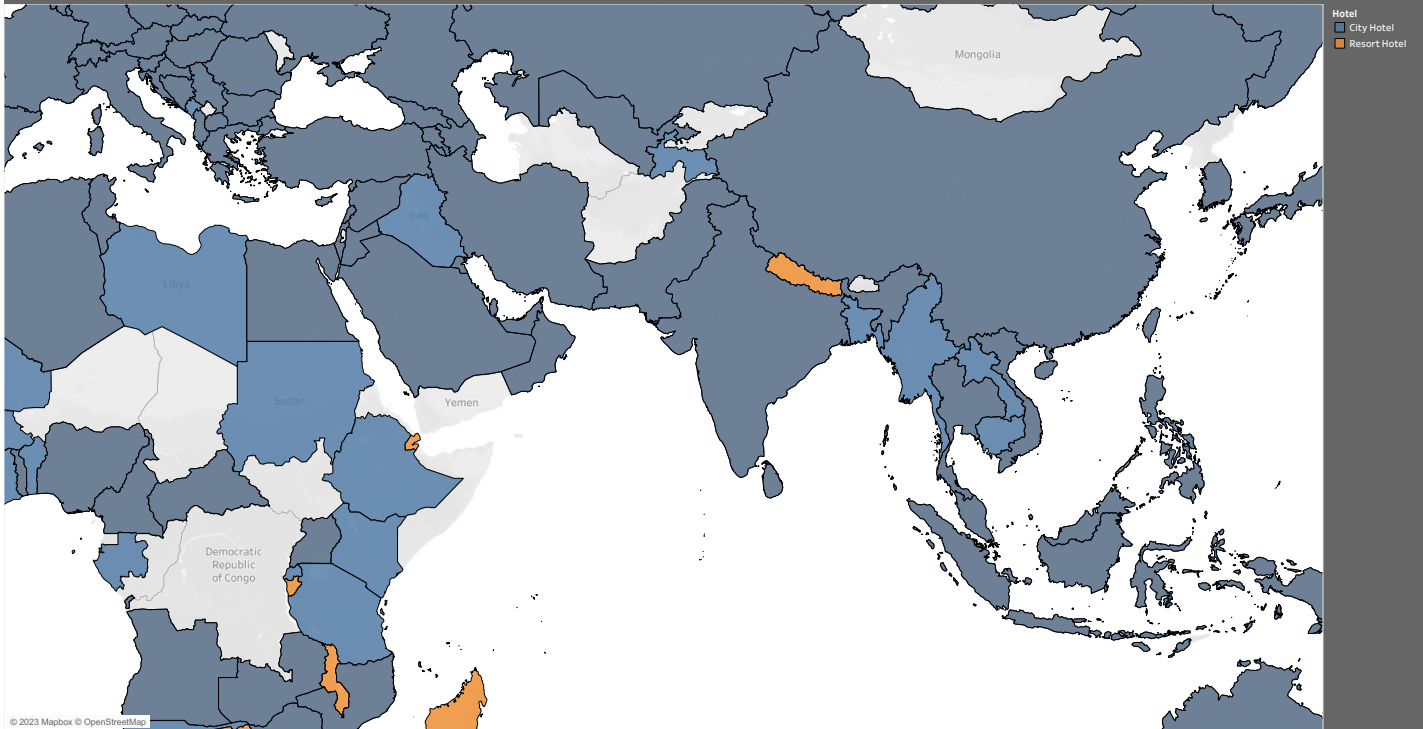 Hotel
City Hotel
Resort Hotel
Mongolia
Iraq
Libya
Yemen
Sudan
Democratic
Republic
of Congo
© 2023 Mapbox © OpenStreetMap